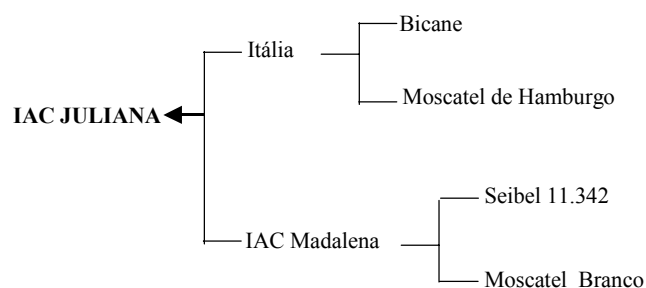 Bicane
Itália
Moscatel de Hamburgo
IAC JULIANA
Seibel 11.342
IAC Madalena
Moscatel Branco